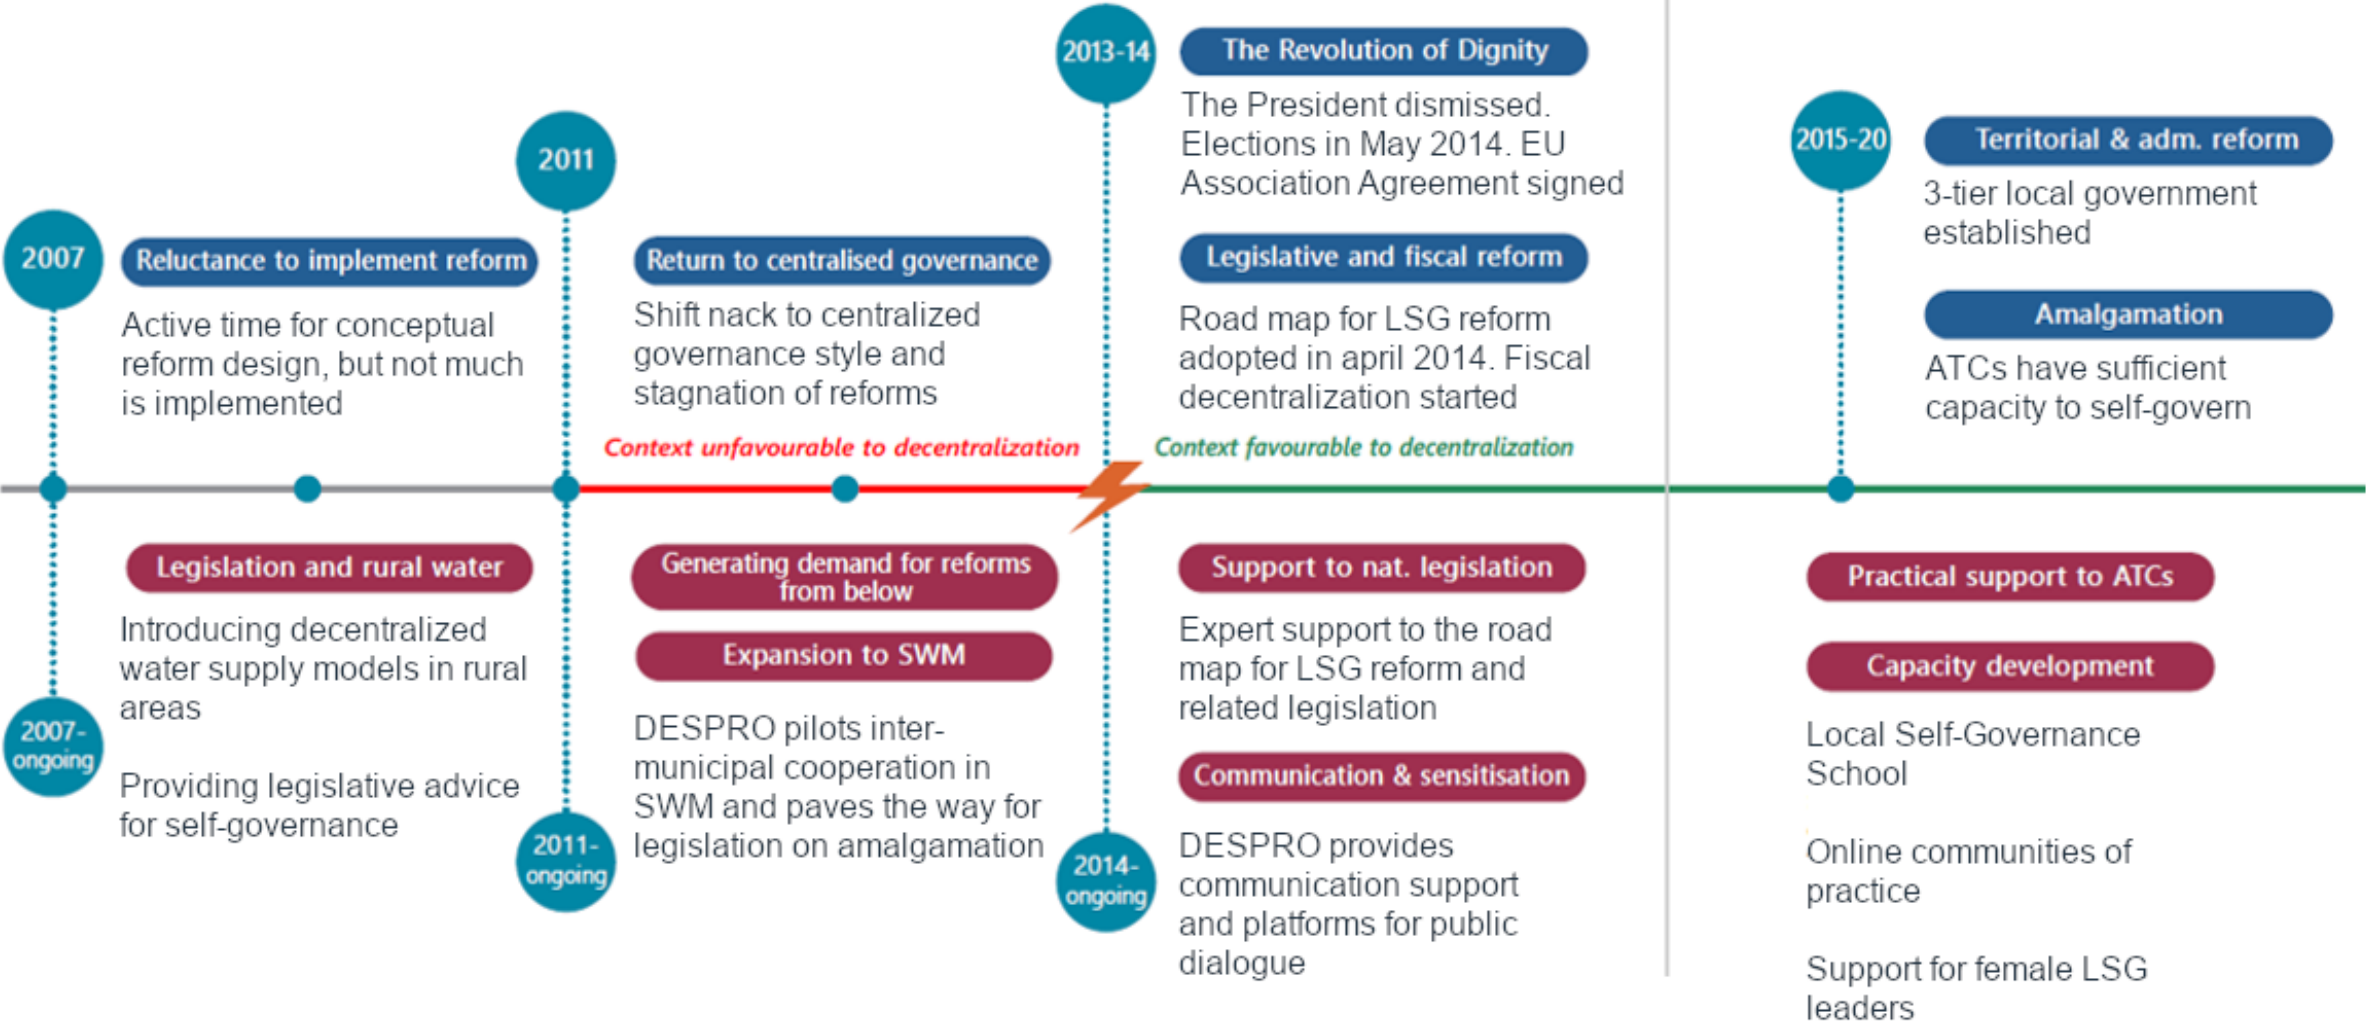 2007
Reluctance to implement reform
Active time for conceptual
reform design, but not much
is implemented
2011
Return to centralised governance
Shift nack to centralized
governance style and
stagnation of reforms
Context unfavourable to decentralization
2013-14
The Revolution of Dignity
The President dismissed.
Elections in May 2014. EU
Association Agreement signed
Legislative and fiscal reform
Road map for LSG reform
adopted in april 2014. Fiscal
decentralization started
Context favourable to decentralization
2015-20
Territorial & adm. reform
3-tier local government
established
Amalgamation
ATCs have sufficient
capacity to self-govern
Legislation and rural water
Introducing decentralized
water supply models in rural
areas
2007-
ongoing
Providing legislative advice
for self-governance
Generating demand for reforms
from below
Expansion to SWM
DESPRO pilots inter-
municipal cooperation in
SWM and paves the way for
legislation on amalgamation
2011-
ongoing
Support to nat. legislation
Expert support to the road
map for LSG reform and
related legislation
Communication & sensitisation
2014-
ongoing
DESPRO provides
communication support
and platforms for public
dialogue
Practical support to ATCs
Capacity development
Local Self-Governance
School
Online communities of
practice
Support for female LSG
leaders